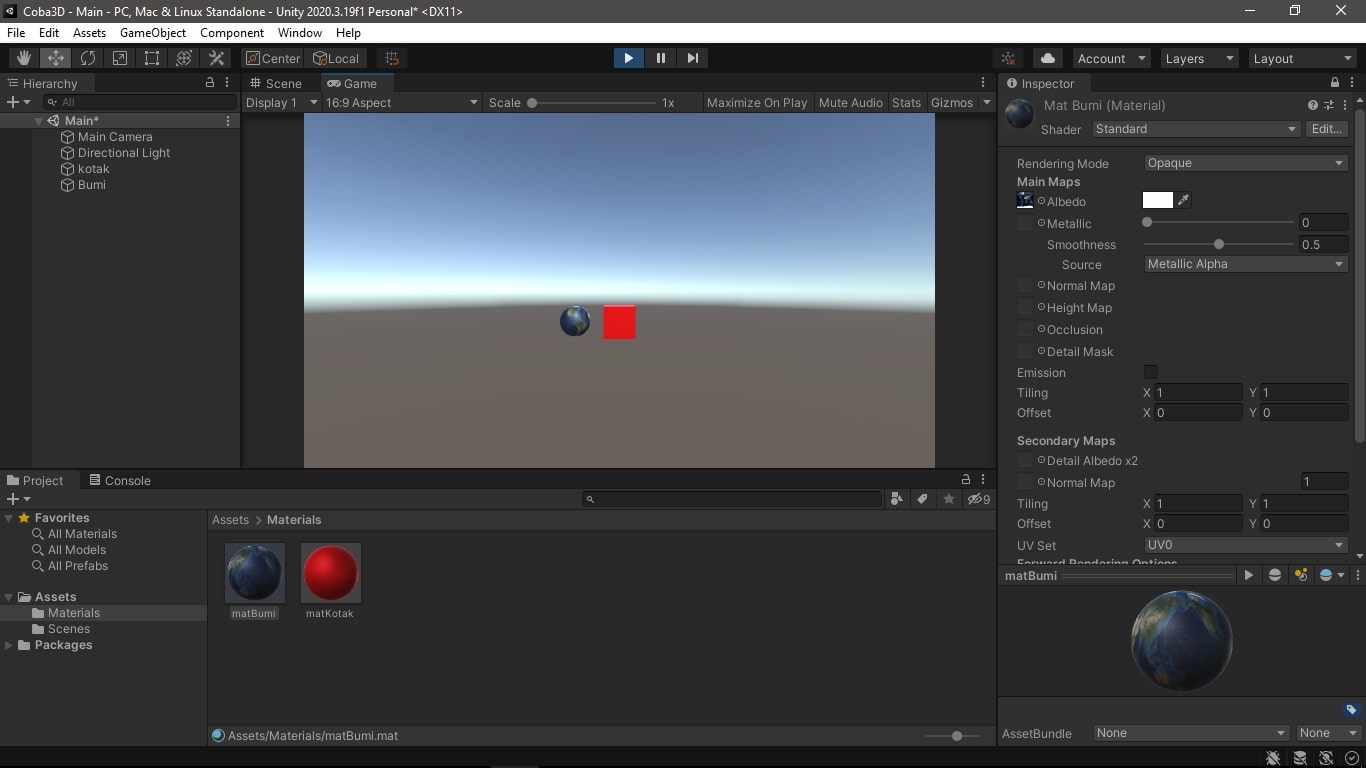 Coba3D - Main - PC, Mac & Linux Standalone - Unity 2020.3.19f1 Personal* <DX11>
File Edit Assets GameObject Component Window Help
Center Local Account Layers Layout
Hierarchy
All
Main*
Main Camera
Directional Light
kotak
Bumi
Scene Game
Display 1 16:9 Aspect Scale 1x Maximize On Play Mute Audio Stats Gizmos
Inspector
Mat Bumi (Material)
Shader Standard Edit...
Rendering Mode Opaque
Main Maps
Albedo
Metallic 0
Smoothness 0.5
Source Metallic Alpha
Normal Map
Height Map
Occlusion
Detail Mask
Emission
Tiling X 1 Y 1
Offset X 0 Y 0
Secondary Maps
Detail Albedo x2
Normal Map 1
Tiling X 1 Y 1
Offset X 0 Y 0
UV Set UV0
Forward Rendering Options
matBumi
AssetBundle None None
Project Console
9
Favorites
All Materials
All Models
All Prefabs
Assets
Materials
Scenes
Packages
Assets > Materials
matBumi matKotak
Assets/Materials/matBumi.mat